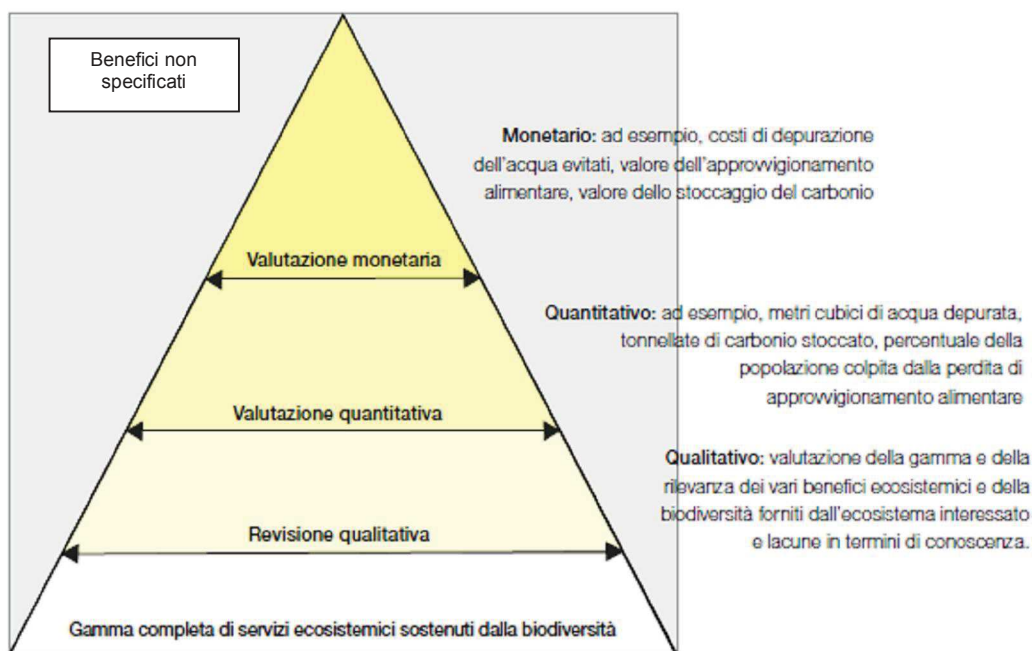 Benefici non
specificati
Monetario: ad esempio, costi di depurazione
dell'acqua evitati, valore dell'approvvigionamento
alimentare, valore dello stoccaggio del carbonio
Valutazione monetaria
Quantitativo: ad esempio, metri cubici di acqua depurata,
tonnellate di carbonio stoccato, percentuale della
popolazione colpita dalla perdita di
approvvigionamento alimentare
Valutazione quantitativa
Qualitativo: valutazione della gamma e della
rilevanza dei vari benefici ecosistemici e della
biodiversità forniti dall'ecosistema interessato
e lacune in termini di conoscenza.
Revisione qualitativa
Gamma completa di servizi ecosistemici sostenuti dalla biodiversità